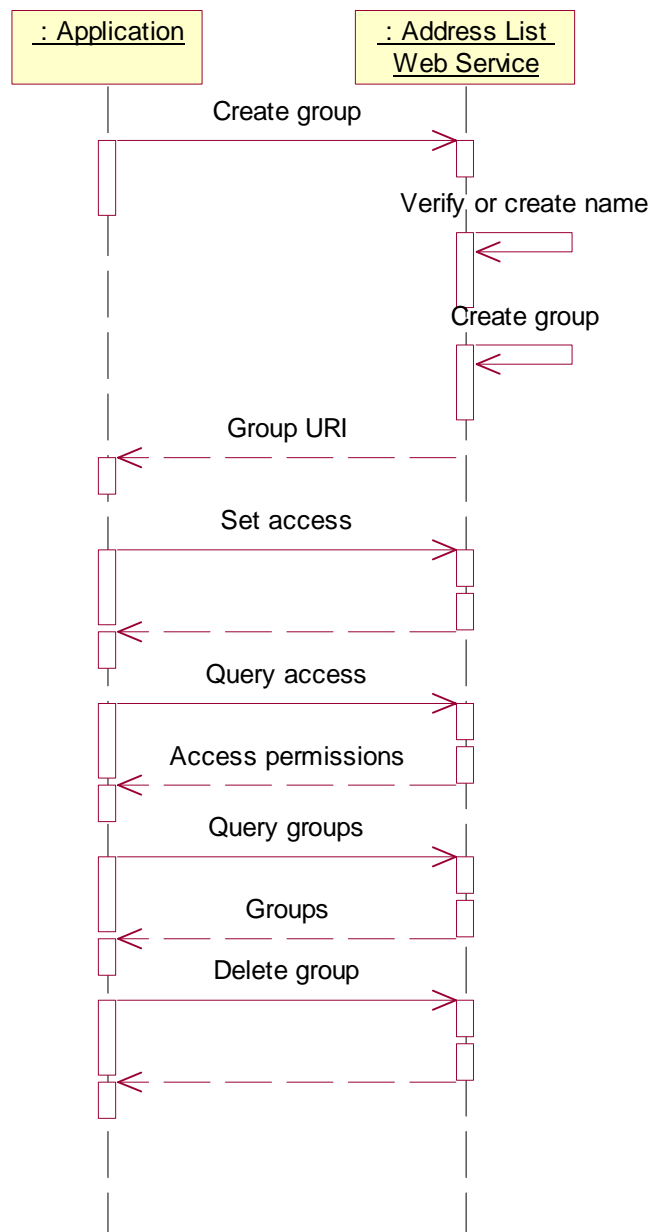 : Application
: Address List
Web Service
Create group
Verify or create name
Create group
Group URI
Set access
Query access
Access permissions
Query groups
Groups
Delete group